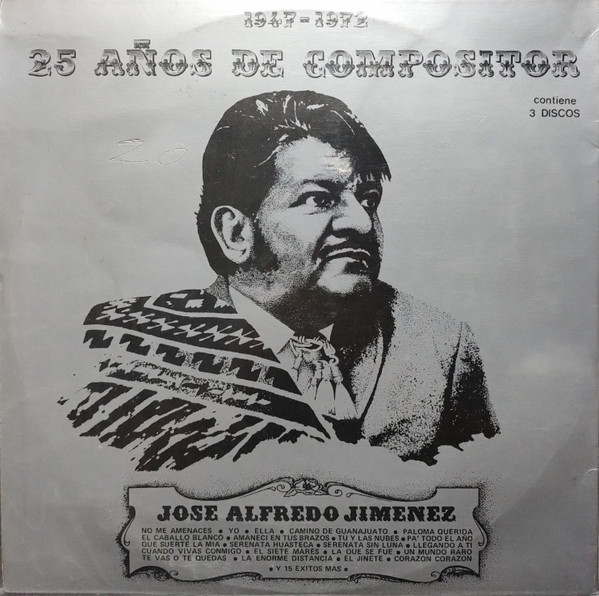 1947-1972
25 AÑOS DE COMPOSITOR
contiene
3 DISCOS
20
JOSE ALFREDO JIMENEZ
NO ME AMENACES • YO • ELLA • CAMINO DE GUANAJUATO • PALOMA QUERIDA
EL CABALLO BLANCO • AMANECI EN TUS BRAZOS • TU Y LAS NUBES • PA' TODO EL AÑO
QUE SUERTE LA MIA • SERENATA HUASTECA • SERENATA SIN LUNA • LLEGANDO A TI
CUANDO VIVAS CONMIGO • EL SIETE MARES • LA QUE SE FUE • UN MUNDO RARO
TE VAS O TE QUEDAS • LA ENORME DISTANCIA • EL JINETE • CORAZON CORAZON
• Y 15 EXITOS MAS •